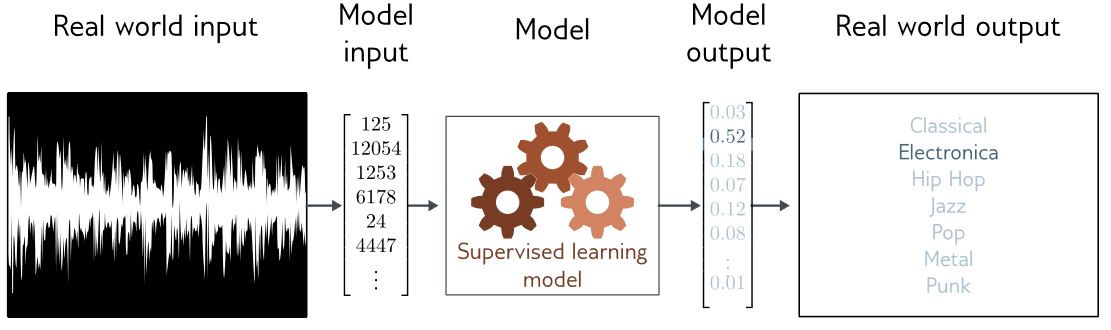 Real world input
Model
input
Model
Model
output
Real world output
125
12054
1253
6178
24
4447
⋮
Supervised learning
model
0.03
0.52
0.18
0.07
0.12
0.08
⋮
0.01
Classical
Electronica
Hip Hop
Jazz
Pop
Metal
Punk